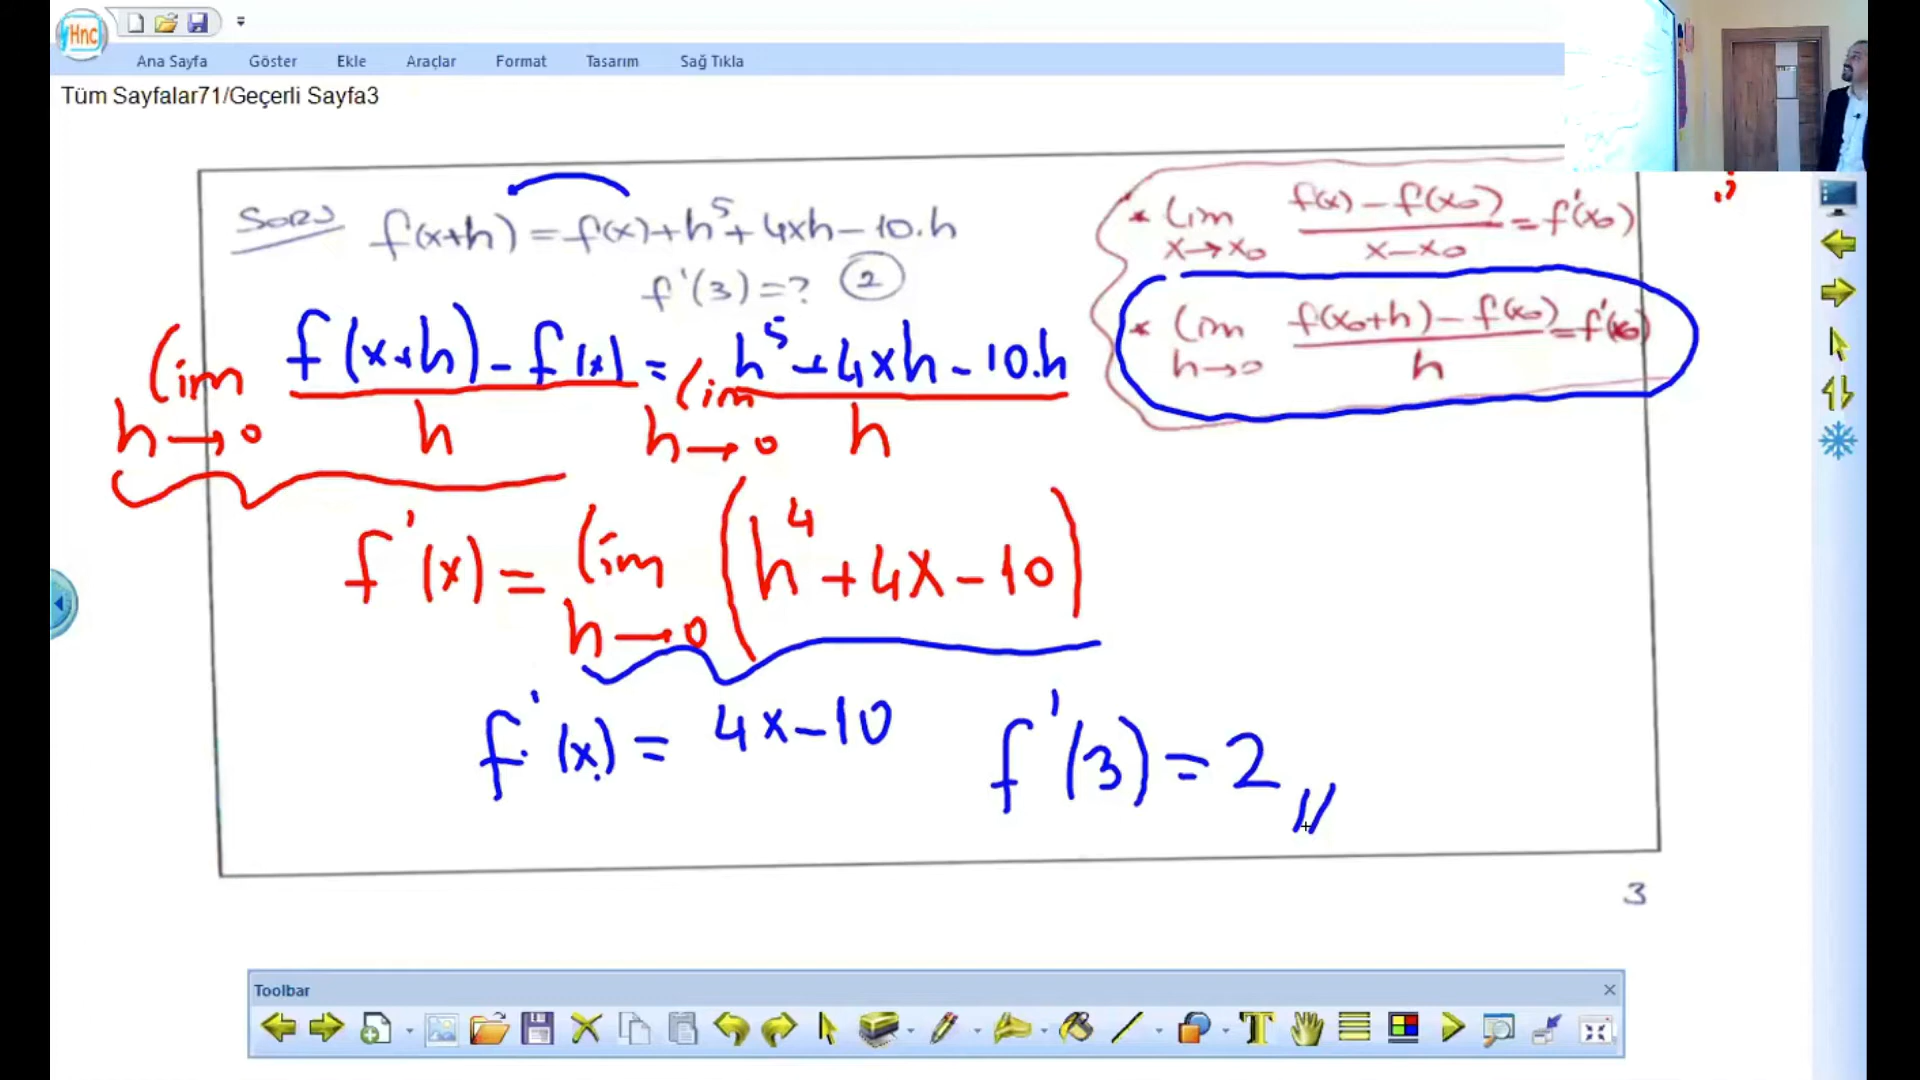 Hnc
Ana Sayfa Göster Ekle Araçlar Format Tasarım Sağ Tıkla
Tüm Sayfalar71/Geçerli Sayfa3
Soru f(x+h) = f(x)+h⁵+4xh-10.h
f'(3)=? ②
* lim x→x₀ (f(x)-f(x₀))/(x-x₀) = f'(x₀)
* lim h→0 (f(x₀+h)-f(x₀))/h = f'(x₀)
lim h→0 (f(x+h)-f(x))/h = lim h→0 (h⁵+4xh-10.h)/h
f'(x) = lim h→0 (h⁴+4x-10)
f'(x) = 4x-10 f'(3) = 2
3
Toolbar